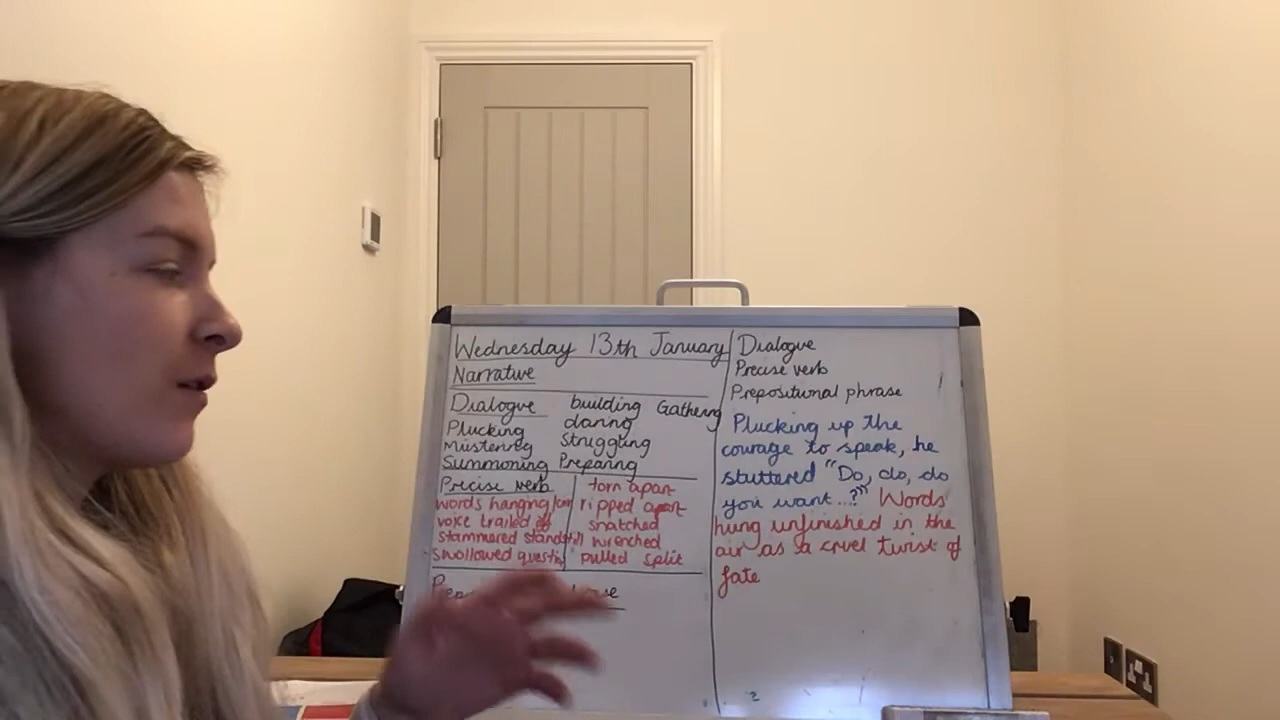 Wednesday 13th January
Narrative
Dialogue building Gathering
Plucking daring
Mustering Struggling
Summoning Preparing
Precise verb torn apart
words hanging ripped apart
voice trailed off snatched
stammered wrenched
swallowed pulled split
Dialogue
Precise verb
Prepositional phrase
Plucking up the
courage to speak, he
stuttered "Do, do, do
you want...?" Words
hung unfinished in the
air as a cruel twist of
fate